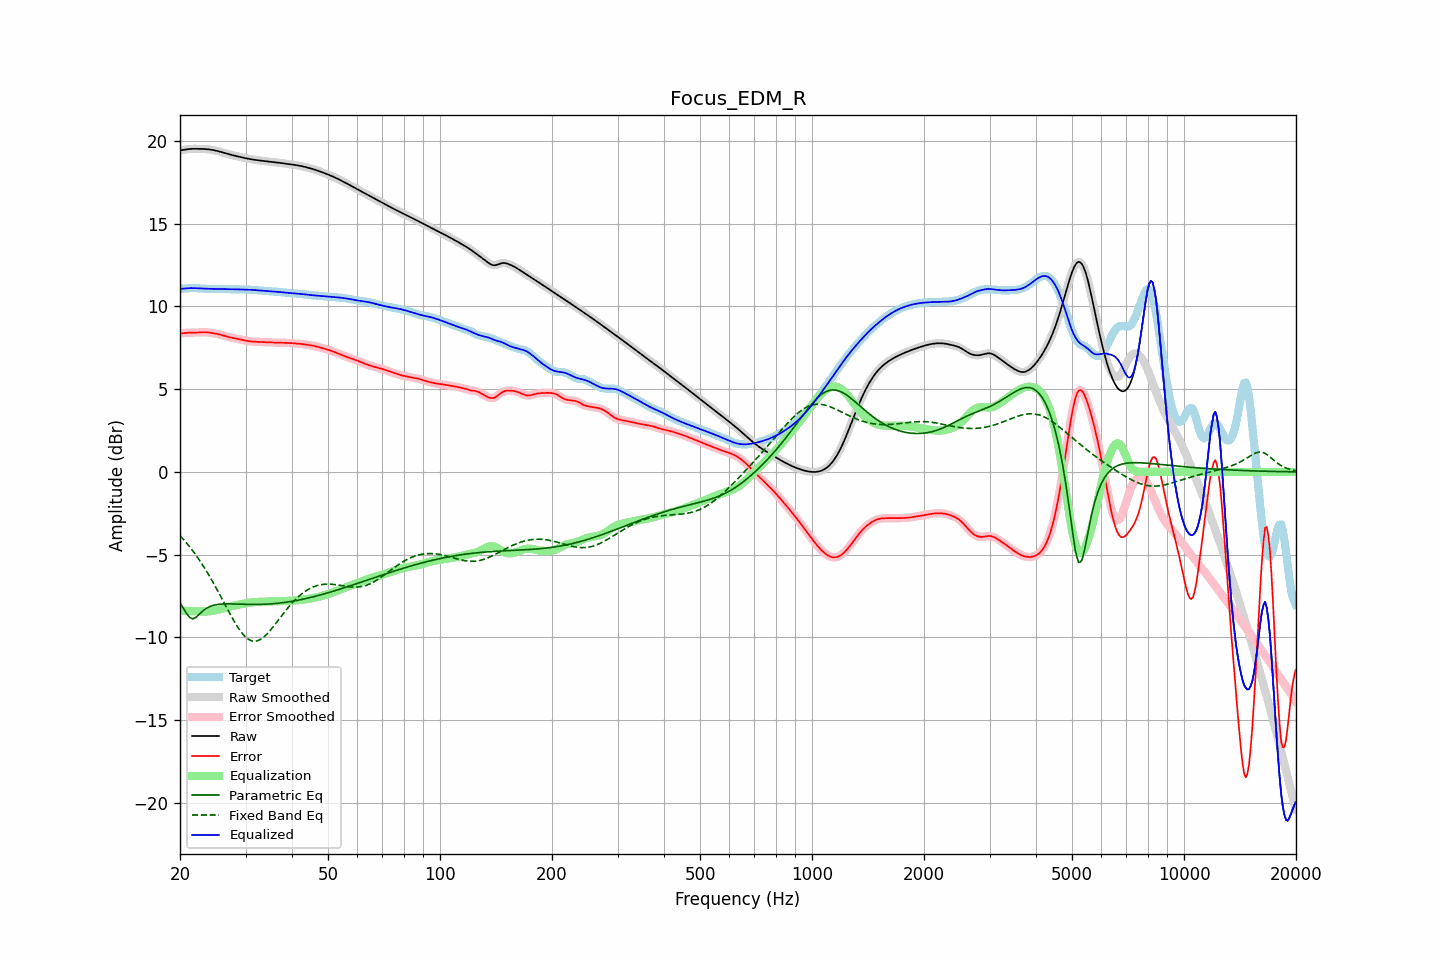 Focus_EDM_R
Amplitude (dBr)
20
15
10
5
0
−5
−10
−15
−20
Target
Raw Smoothed
Error Smoothed
Raw
Error
Equalization
Parametric Eq
Fixed Band Eq
Equalized
20 50 100 200 500 1000 2000 5000 10000 20000
Frequency (Hz)